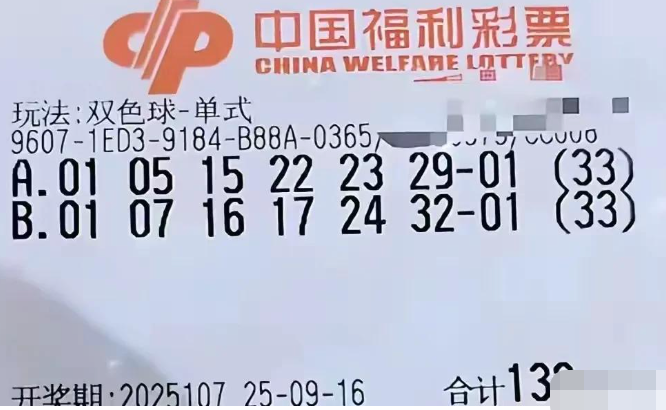 中国福利彩票
CHINA WELFARE LOTTERY
玩法:双色球-单式
9607-1ED3-9184-B88A-0365/
A.01 05 15 22 23 29-01 (33)
B.01 07 16 17 24 32-01 (33)
开奖期:2025107 25-09-16 合计13